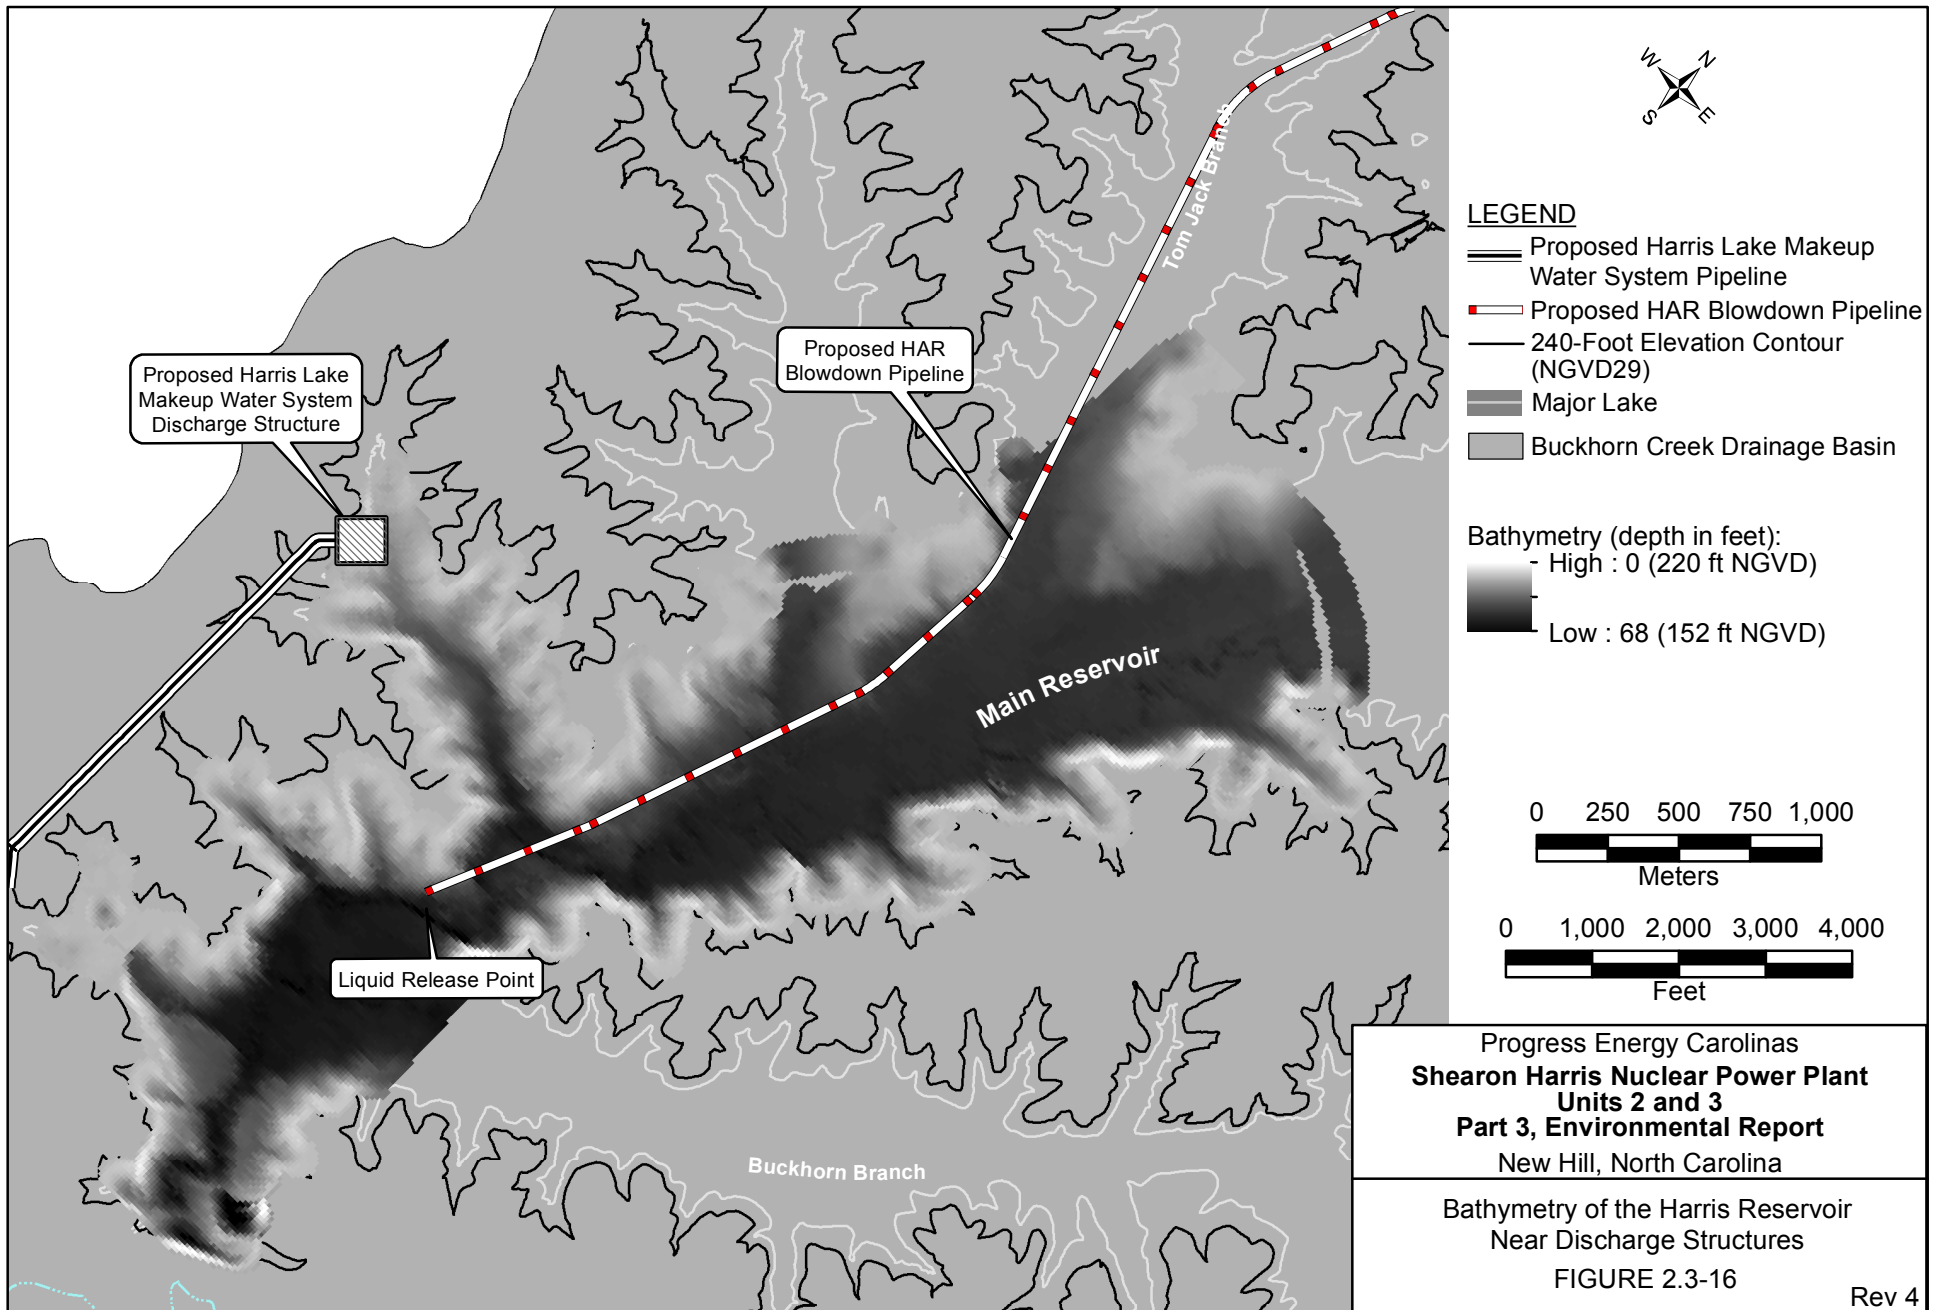 Tom Jack Branch
Proposed HAR
Blowdown Pipeline
Proposed Harris Lake
Makeup Water System
Discharge Structure
Main Reservoir
Liquid Release Point
Buckhorn Branch
W
N
S
E
LEGEND
Proposed Harris Lake Makeup
Water System Pipeline
Proposed HAR Blowdown Pipeline
240-Foot Elevation Contour
(NGVD29)
Major Lake
Buckhorn Creek Drainage Basin
Bathymetry (depth in feet):
High : 0 (220 ft NGVD)
Low : 68 (152 ft NGVD)
0 250 500 750 1,000
Meters
0 1,000 2,000 3,000 4,000
Feet
Progress Energy Carolinas
Shearon Harris Nuclear Power Plant
Units 2 and 3
Part 3, Environmental Report
New Hill, North Carolina
Bathymetry of the Harris Reservoir
Near Discharge Structures
FIGURE 2.3-16
Rev 4